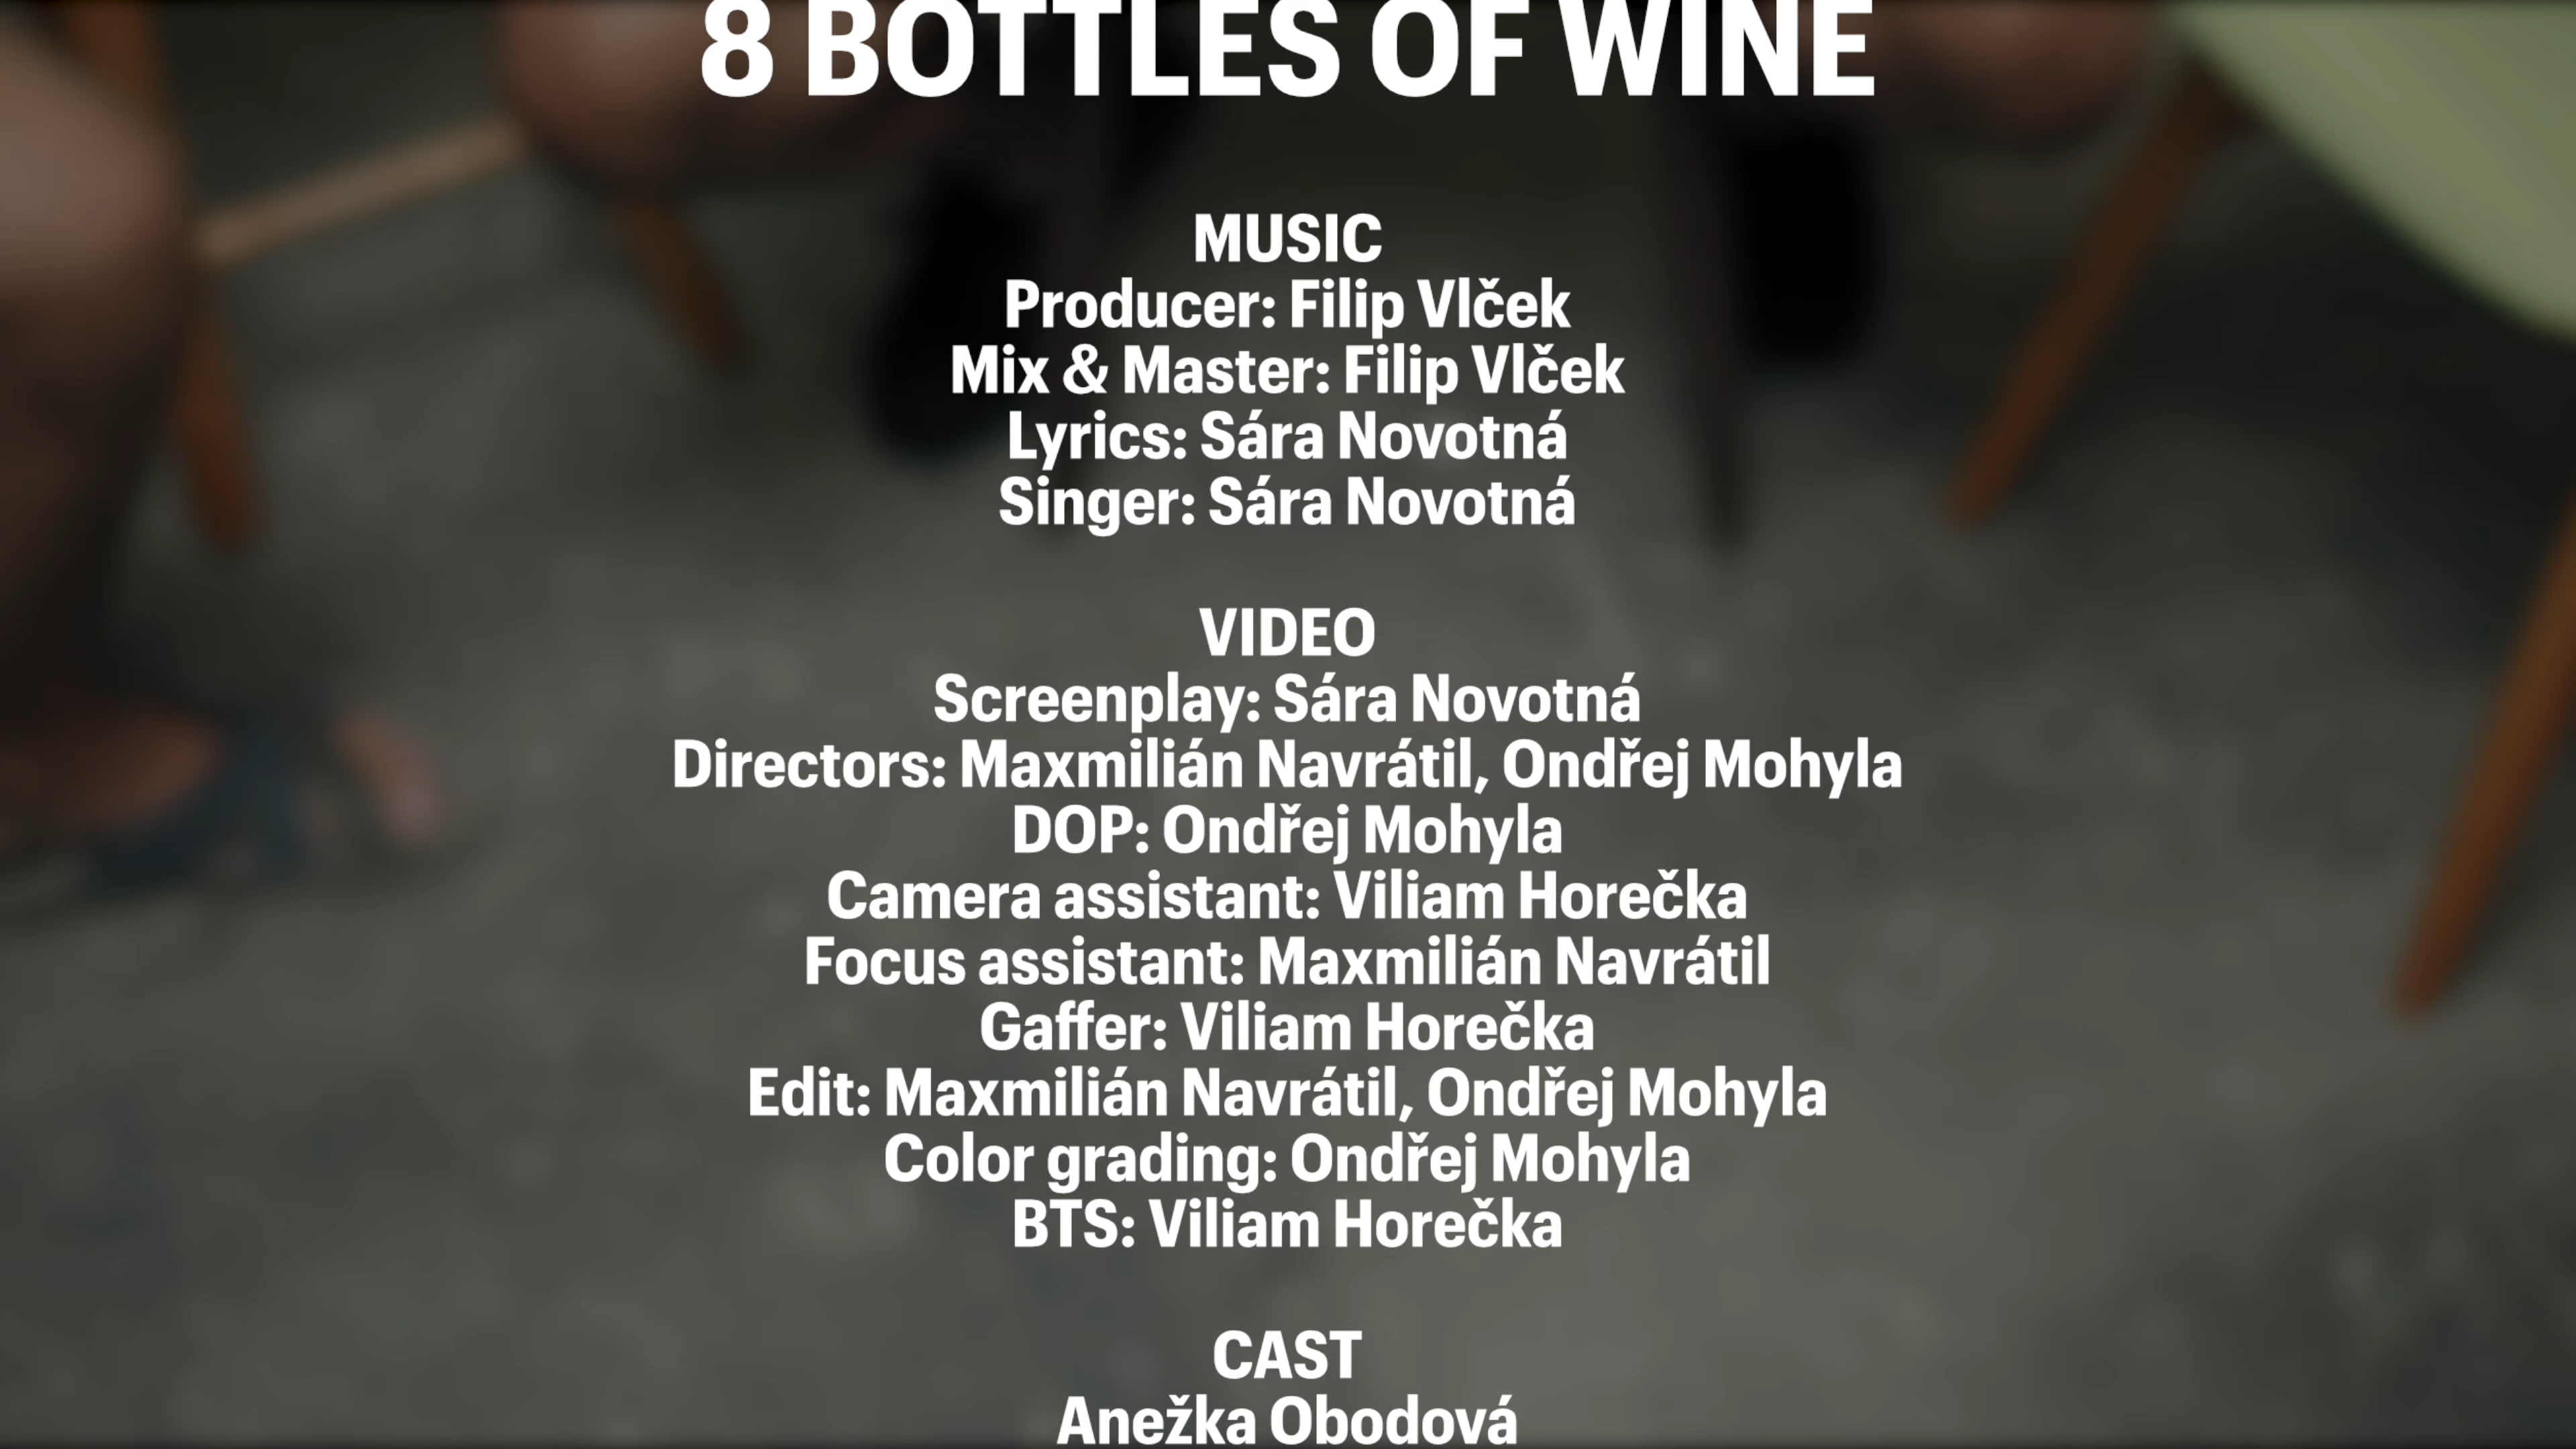 8 BOTTLES OF WINE
MUSIC
Producer: Filip Vlček
Mix & Master: Filip Vlček
Lyrics: Sára Novotná
Singer: Sára Novotná
VIDEO
Screenplay: Sára Novotná
Directors: Maxmilián Navrátil, Ondřej Mohyla
DOP: Ondřej Mohyla
Camera assistant: Viliam Horečka
Focus assistant: Maxmilián Navrátil
Gaffer: Viliam Horečka
Edit: Maxmilián Navrátil, Ondřej Mohyla
Color grading: Ondřej Mohyla
BTS: Viliam Horečka
CAST
Anežka Obodová